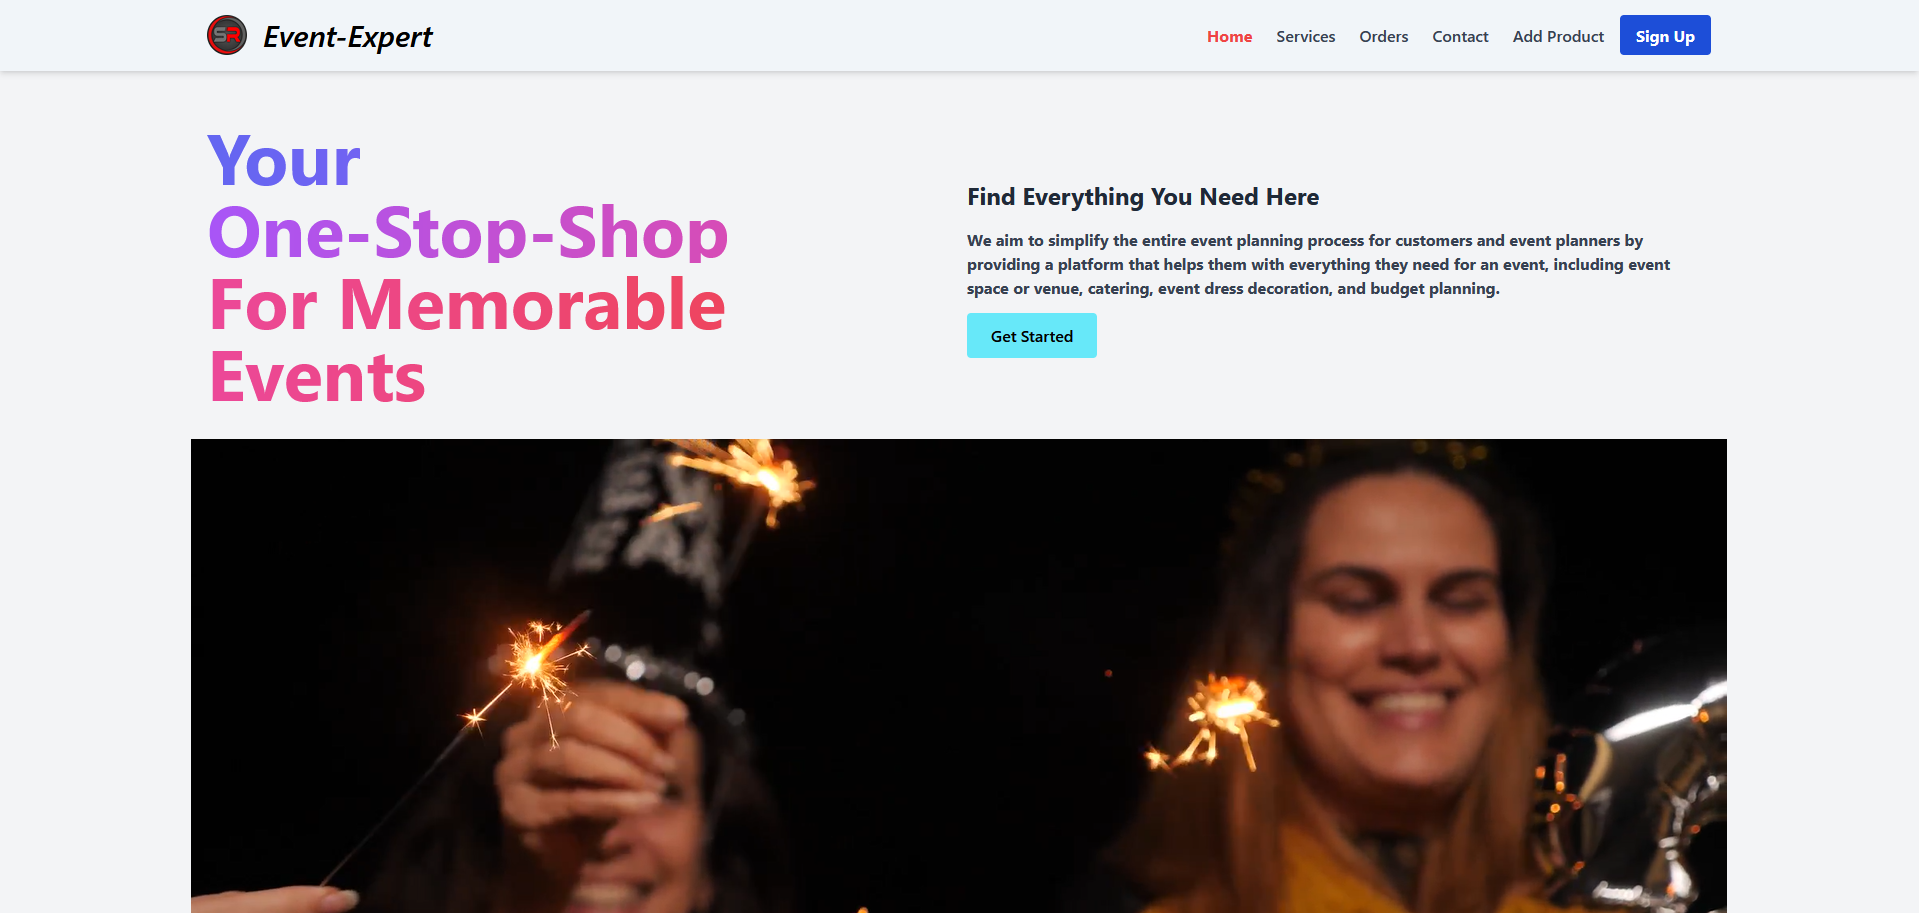 SR
Event-Expert
Home
Services
Orders
Contact
Add Product
Sign Up
Your
One-Stop-Shop
For Memorable
Events
Find Everything You Need Here
We aim to simplify the entire event planning process for customers and event planners by
providing a platform that helps them with everything they need for an event, including event
space or venue, catering, event dress decoration, and budget planning.
Get Started